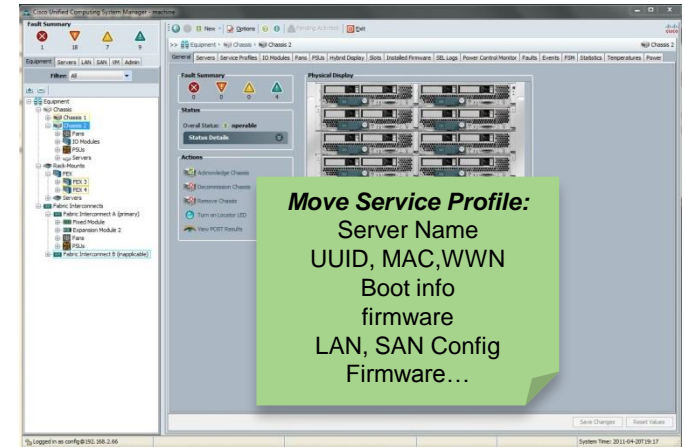 Cisco Unified Computing System Manager - machine
Fault Summary
1 18 7 9
Equipment Servers LAN SAN VM Admin
Filter: All
Equipment
Chassis
Chassis 1
Chassis 2
Fans
IO Modules
PSUs
Servers
Rack-Mounts
FEX
FEX 3
FEX 4
Servers
Fabric Interconnects
Fabric Interconnect A (primary)
Fixed Module
Expansion Module 2
Fans
PSUs
Fabric Interconnect B (inapplicable)
New Options Pending Activities Exit
cisco
>> Equipment Chassis Chassis 2
Chassis 2
General Servers Service Profiles IO Modules Fans PSUs Hybrid Display Slots Installed Firmware SEL Logs Power Control Monitor Faults Events FSM Statistics Temperatures Power
Fault Summary
0 0 0 4
Physical Display
Status
Overall Status: operable
Status Details
Actions
Acknowledge Chassis
Decommission Chassis
Remove Chassis
Turn on Locator LED
View POST Results
Move Service Profile:
Server Name
UUID, MAC,WWN
Boot info
firmware
LAN, SAN Config
Firmware…
Save Changes Reset Values
Logged in as config@192.168.2.66
System Time: 2011-04-20T19:17